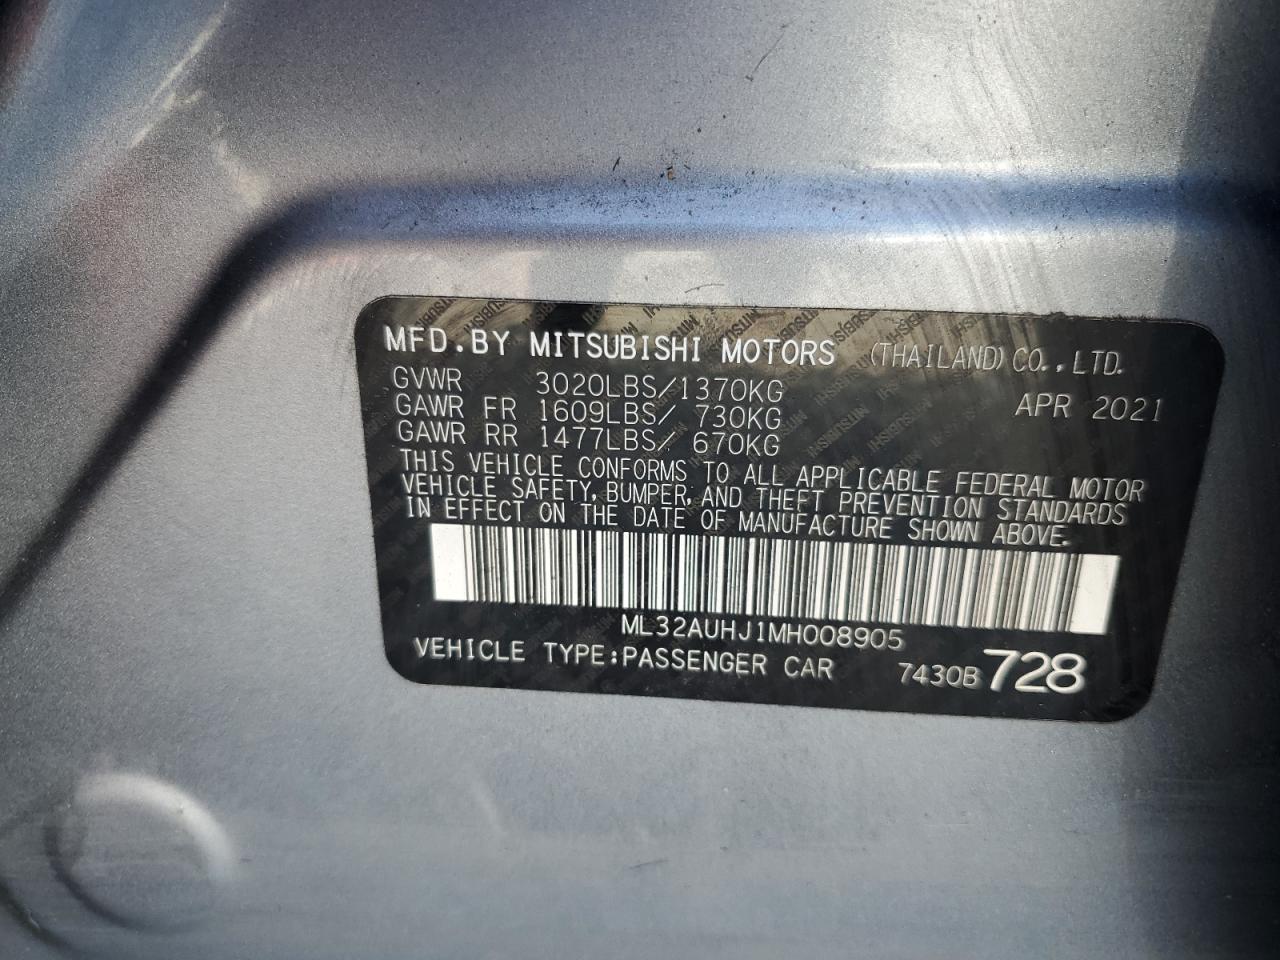 MFD.BY MITSUBISHI MOTORS (THAILAND)CO.,LTD.
GVWR 3020LBS/1370KG APR 2021
GAWR FR 1609LBS/ 730KG
GAWR RR 1477LBS/ 670KG
THIS VEHICLE CONFORMS TO ALL APPLICABLE FEDERAL MOTOR
VEHICLE SAFETY, BUMPER, AND THEFT PREVENTION STANDARDS
IN EFFECT ON THE DATE OF MANUFACTURE SHOWN ABOVE.
ML32AUHJ1MH008905
VEHICLE TYPE:PASSENGER CAR 7430B 728